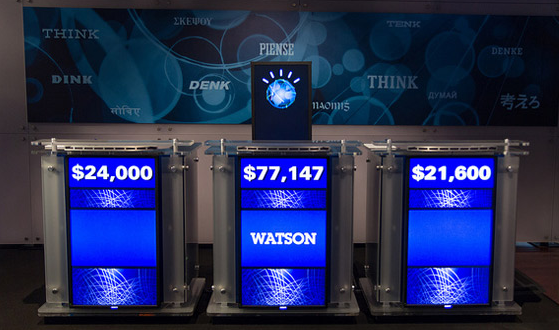 ΣΚΕΨΟΥ
TENK
THINK
PIENSE
DENKE
DINK
DENK
THINK
ДУМАЙ
सोचिए
考えろ
$24,000
$77,147
$21,600
WATSON